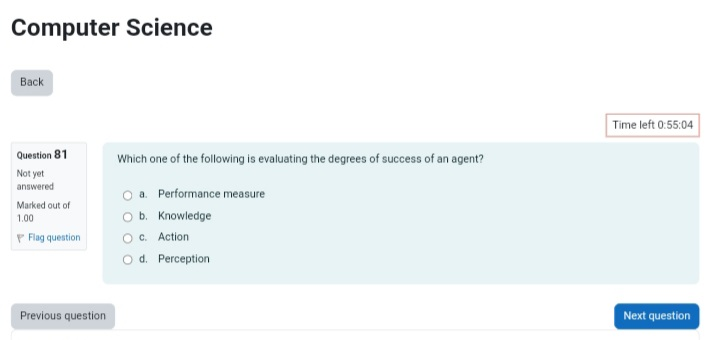 Computer Science
Back
Time left 0:55:04
Question 81
Not yet
answered
Marked out of
1.00
Flag question
Which one of the following is evaluating the degrees of success of an agent?
a. Performance measure
b. Knowledge
c. Action
d. Perception
Previous question
Next question